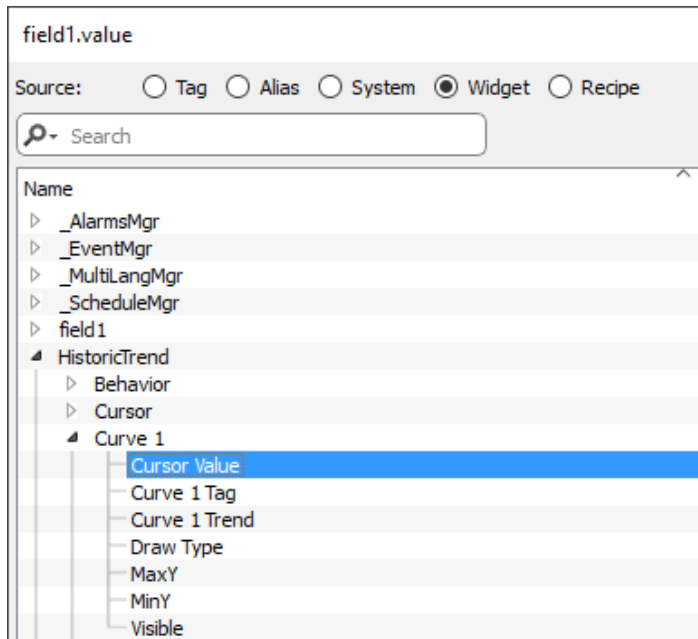 field1.value
Source: Tag Alias System Widget Recipe
Search
Name
_AlarmsMgr
_EventMgr
_MultiLangMgr
_ScheduleMgr
field1
HistoricTrend
Behavior
Cursor
Curve 1
Cursor Value
Curve 1 Tag
Curve 1 Trend
Draw Type
MaxY
MinY
Visible